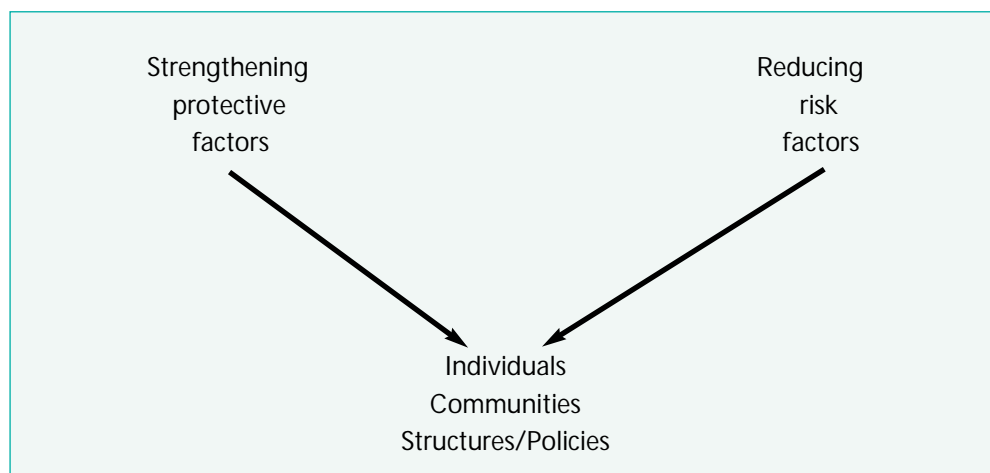 Strengthening
protective
factors
Reducing
risk
factors
Individuals
Communities
Structures/Policies